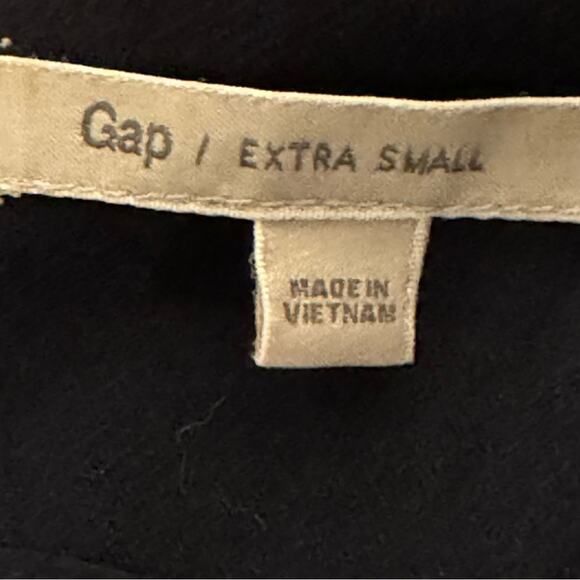 Gap / EXTRA SMALL
MADE IN
VIETNAM